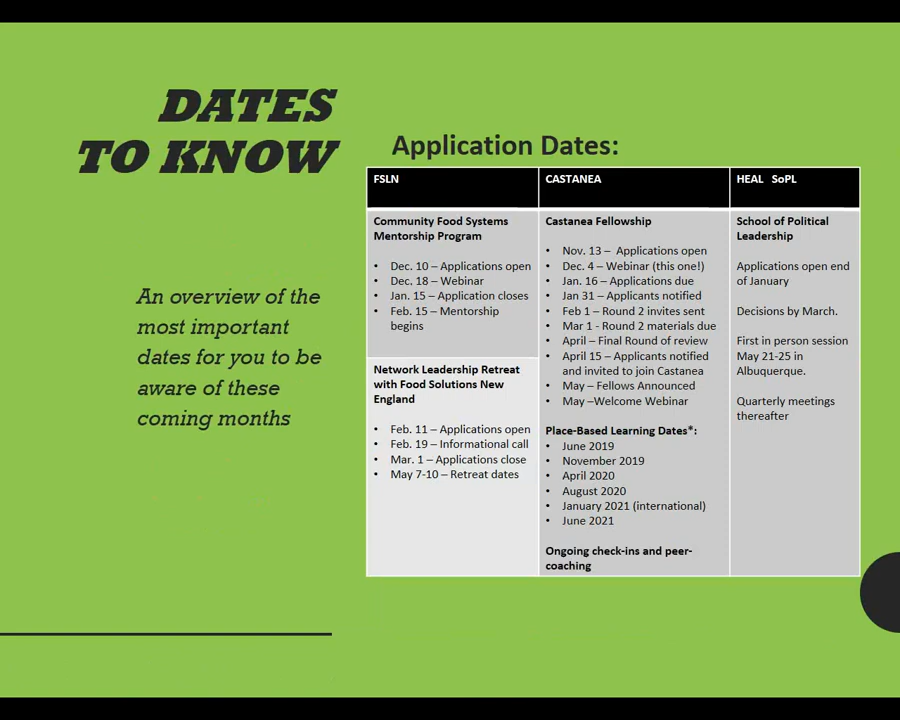 DATES
TO KNOW
An overview of the
most important
dates for you to be
aware of these
coming months
Application Dates:
FSLN
Community Food Systems
Mentorship Program
• Dec. 10 – Applications open
• Dec. 18 – Webinar
• Jan. 15 – Application closes
• Feb. 15 – Mentorship
begins
Network Leadership Retreat
with Food Solutions New
England
• Feb. 11 – Applications open
• Feb. 19 – Informational call
• Mar. 1 – Applications close
• May 7-10 – Retreat dates
CASTANEA
Castanea Fellowship
• Nov. 13 – Applications open
• Dec. 4 – Webinar (this one!)
• Jan. 16 – Applications due
• Jan 31 – Applicants notified
• Feb 1 – Round 2 invites sent
• Mar 1 - Round 2 materials due
• April – Final Round of review
• April 15 – Applicants notified
and invited to join Castanea
• May – Fellows Announced
• May –Welcome Webinar
Place-Based Learning Dates*:
• June 2019
• November 2019
• April 2020
• August 2020
• January 2021 (international)
• June 2021
Ongoing check-ins and peer-
coaching
HEAL SoPL
School of Political
Leadership
Applications open end
of January
Decisions by March.
First in person session
May 21-25 in
Albuquerque.
Quarterly meetings
thereafter